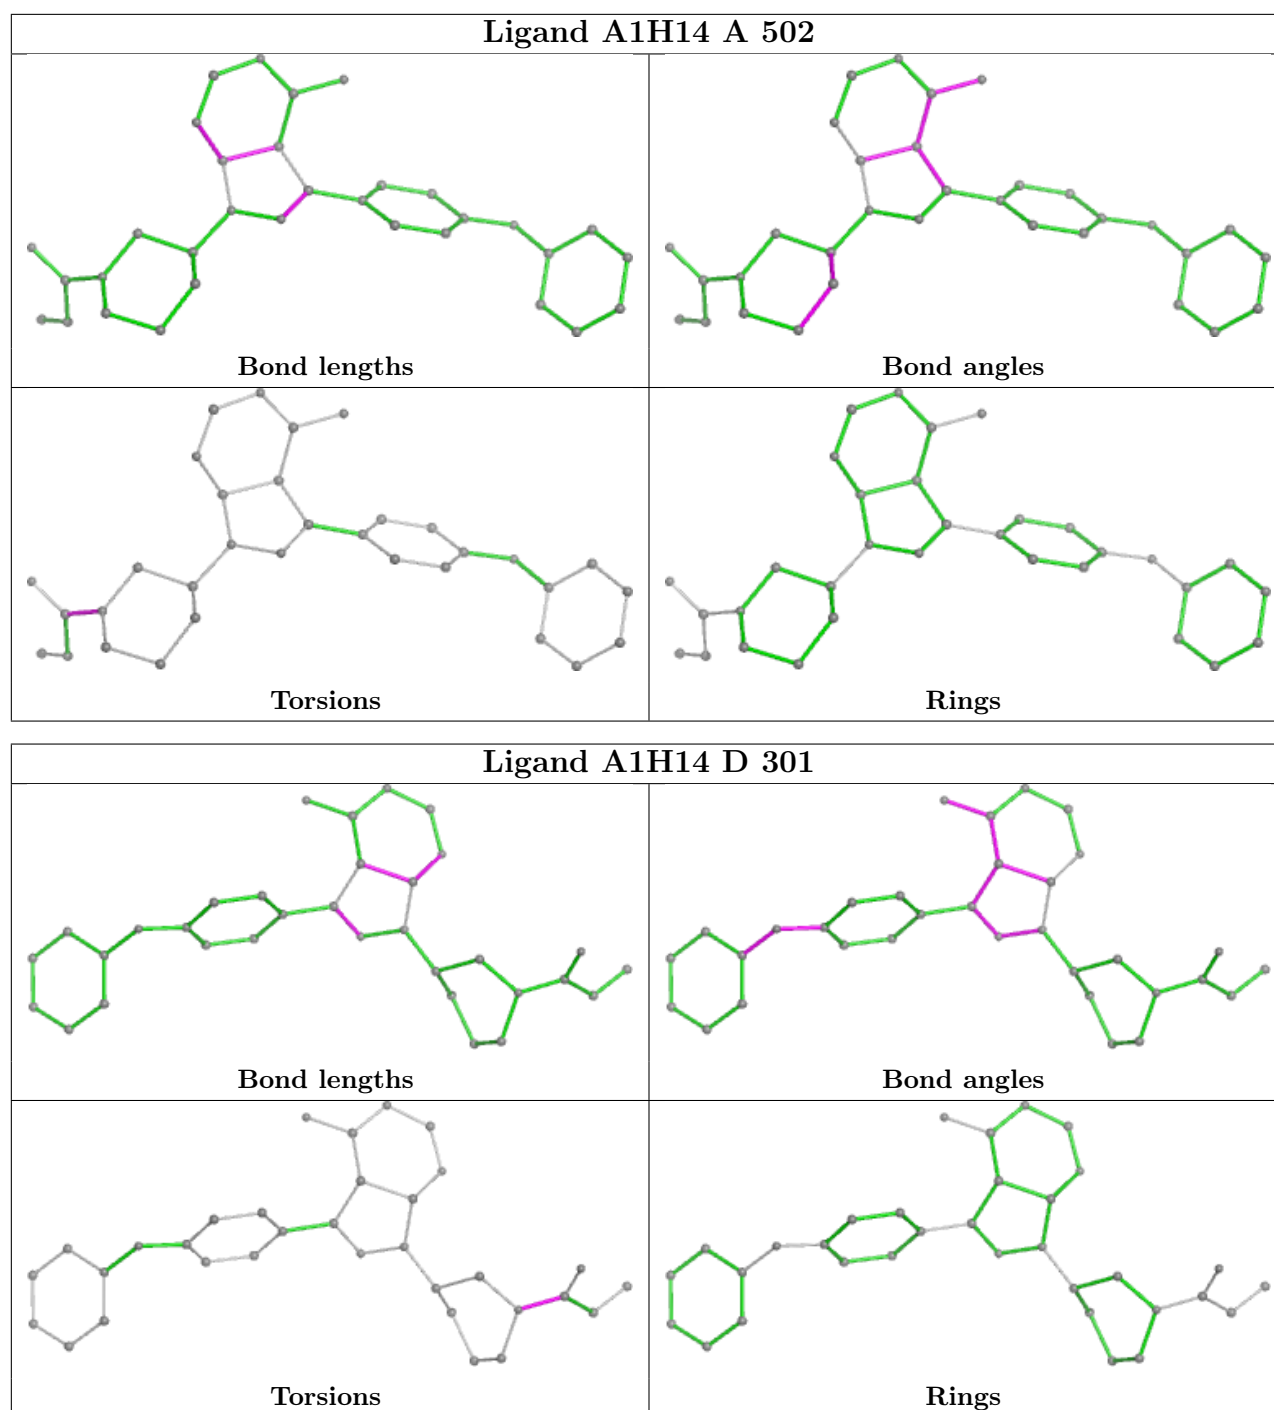 Ligand A1H14 A 502
Bond lengths
Bond angles
Torsions
Rings
Ligand A1H14 D 301
Bond lengths
Bond angles
Torsions
Rings